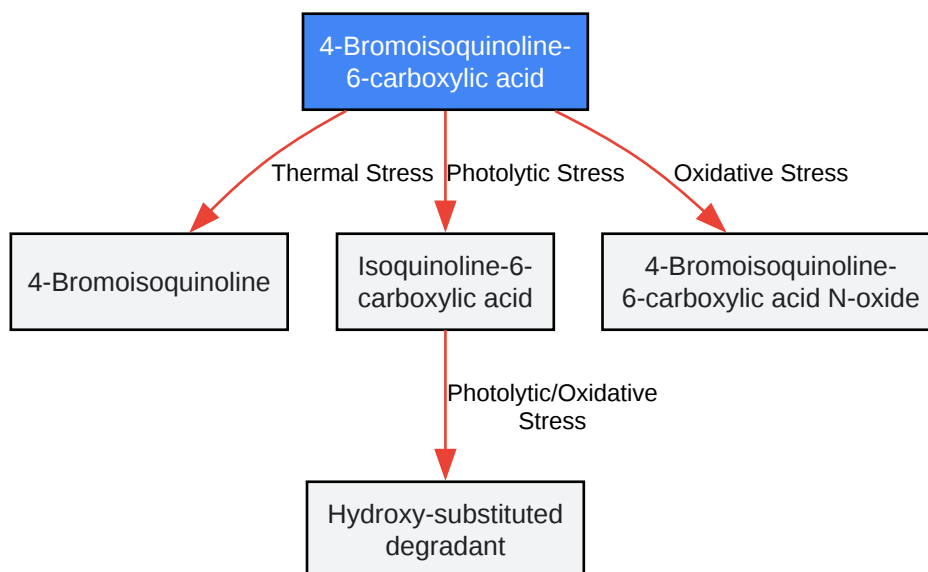 4-Bromoisoquinoline-
6-carboxylic acid
Thermal Stress
Photolytic Stress
Oxidative Stress
4-Bromoisoquinoline
Isoquinoline-6-
carboxylic acid
4-Bromoisoquinoline-
6-carboxylic acid N-oxide
Photolytic/Oxidative
Stress
Hydroxy-substituted
degradant